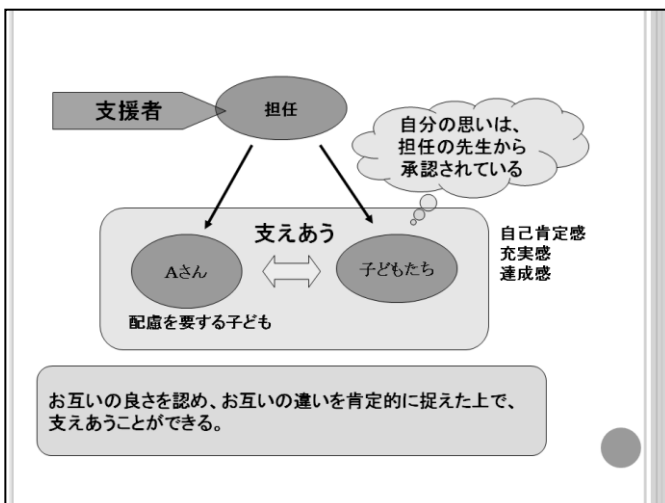 支援者
担任
自分の思いは、
担任の先生から
承認されている
支えあう
Aさん
子どもたち
配慮を要する子ども
自己肯定感
充実感
達成感
お互いの良さを認め、お互いの違いを肯定的に捉えた上で、
支えあうことができる。